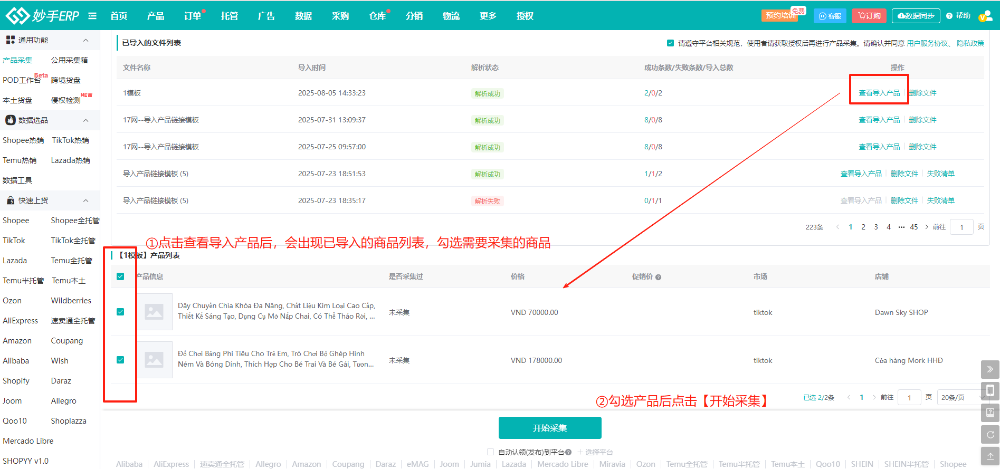 妙手ERP 首页 产品 订单 托管 广告 数据 采购 仓库 分销 物流 更多 授权 预约培训 免费 客服 订购 数据同步 帮助
通用功能
产品采集 公用采集箱
POD工作台 Beta 跨境货盘
本土货盘 侵权检测 NEW
数据选品
Shopee热销 TikTok热销
Temu热销 Lazada热销
数据工具
快速上货
Shopee Shopee全托管
TikTok TikTok全托管
Lazada Temu全托管
Temu半托管 Temu本土
Ozon Wildberries
AliExpress 速卖通全托管
Amazon Coupang
Alibaba Wish
Shopify Daraz
Joom Allegro
Qoo10 Shoplazza
Mercado Libre
SHOPYY v1.0
已导入的文件列表 请遵守平台相关规范，使用者请获取授权后再进行产品采集。请确认并同意 用户服务协议、 隐私政策
文件名称 导入时间 解析状态 成功条数/失败条数/导入总数 操作
1模板 2025-08-05 14:33:23 解析成功 2/0/2 查看导入产品 删除文件
17网--导入产品链接模板 2025-07-31 13:09:37 解析成功 8/0/8 查看导入产品 删除文件
17网--导入产品链接模板 2025-07-25 09:57:00 解析成功 8/0/8 查看导入产品 删除文件
导入产品链接模板 (5) 2025-07-23 18:51:53 解析成功 1/1/2 查看导入产品 删除文件 失败清单
导入产品链接模板 (5) 2025-07-23 18:35:17 解析失败 0/1/1 查看导入产品 删除文件 失败清单
223条 1 2 3 4 ··· 45 前往 1 页
①点击查看导入产品后，会出现已导入的商品列表，勾选需要采集的商品
【1模板】产品列表
产品信息 是否采集过 价格 促销价 市场 店铺
Dây Chuyền Chìa Khóa Đa Năng, Chất Liệu Kim Loại Cao Cấp,
Thiết Kế Sáng Tạo, Dụng Cụ Mở Nắp Chai, Có Thể Tháo Rời, ...
未采集 VND 70000.00 tiktok Dawn Sky SHOP
Đồ Chơi Bảng Phi Tiêu Cho Trẻ Em, Trò Chơi Bộ Ghép Hình
Ném Và Bóng Dính, Thích Hợp Cho Bé Trai Và Bé Gái, Tươn...
未采集 VND 178000.00 tiktok Cửa hàng Mork HHĐ
②勾选产品后点击【开始采集】
已选 2/2条 1 前往 1 页 20条/页
开始采集
自动认领(发布)到平台 + 选择平台
Alibaba AliExpress 速卖通全托管 Allegro Amazon Coupang Daraz eMAG Joom Jumia Lazada Mercado Libre Miravia Ozon Temu全托管 Temu半托管 Temu本土 Qoo10 SHEIN SHEIN半托管 Shopee